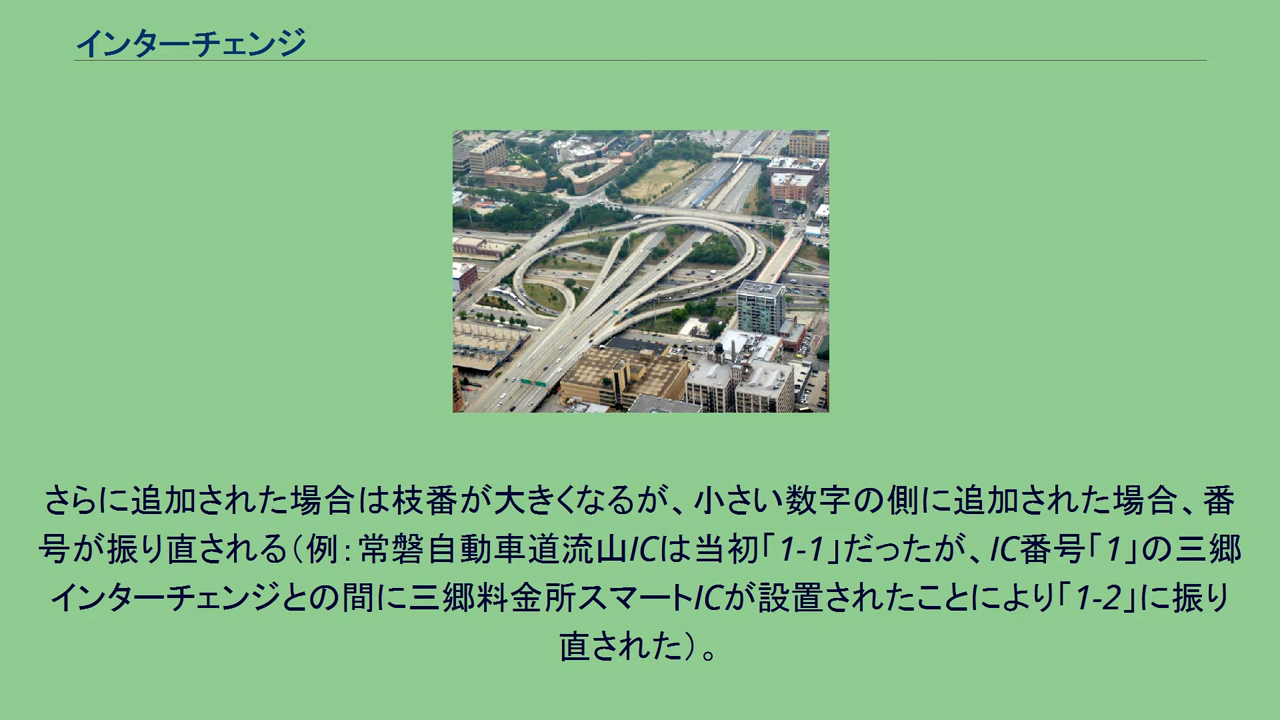 インターチェンジ
さらに追加された場合は枝番が大きくなるが、小さい数字の側に追加された場合、番
号が振り直される（例：常磐自動車道流山ICは当初「1-1」だったが、IC番号「1」の三郷
インターチェンジとの間に三郷料金所スマートICが設置されたことにより「1-2」に振り
直された）。